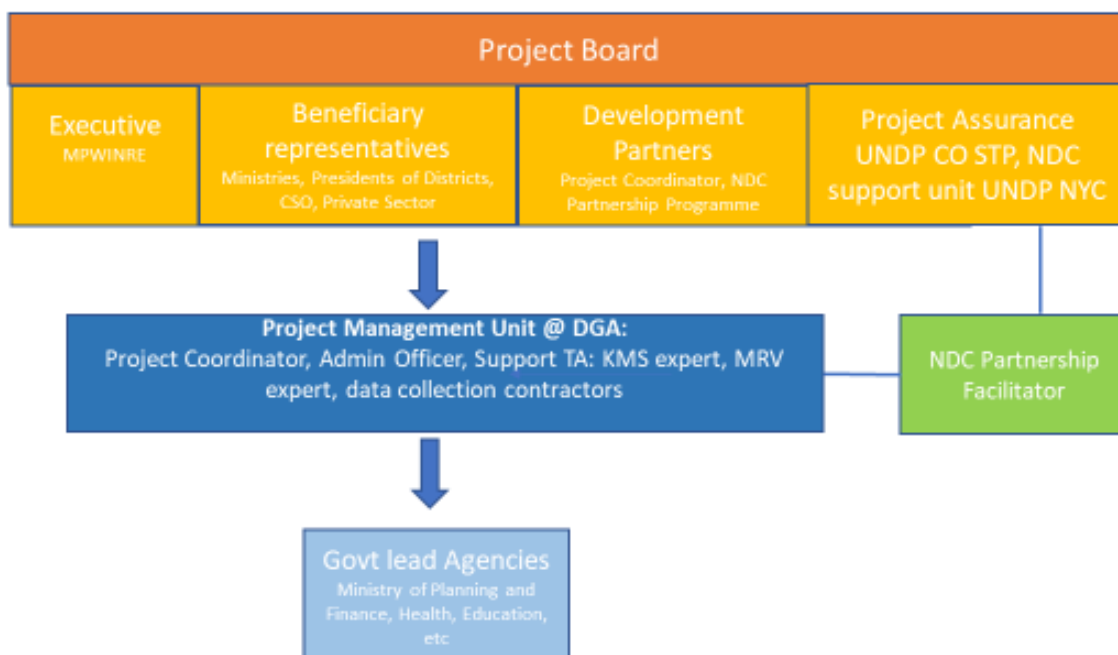 Project Board
Executive
MPWINRE
Beneficiary
representatives
Ministries, Presidents of Districts,
CSO, Private Sector
Development
Partners
Project Coordinator, NDC
Partnership Programme
Project Assurance
UNDP CO STP, NDC
support unit UNDP NYC
Project Management Unit @ DGA:
Project Coordinator, Admin Officer, Support TA: KMS expert, MRV
expert, data collection contractors
NDC Partnership
Facilitator
Govt lead Agencies
Ministry of Planning and
Finance, Health, Education,
etc